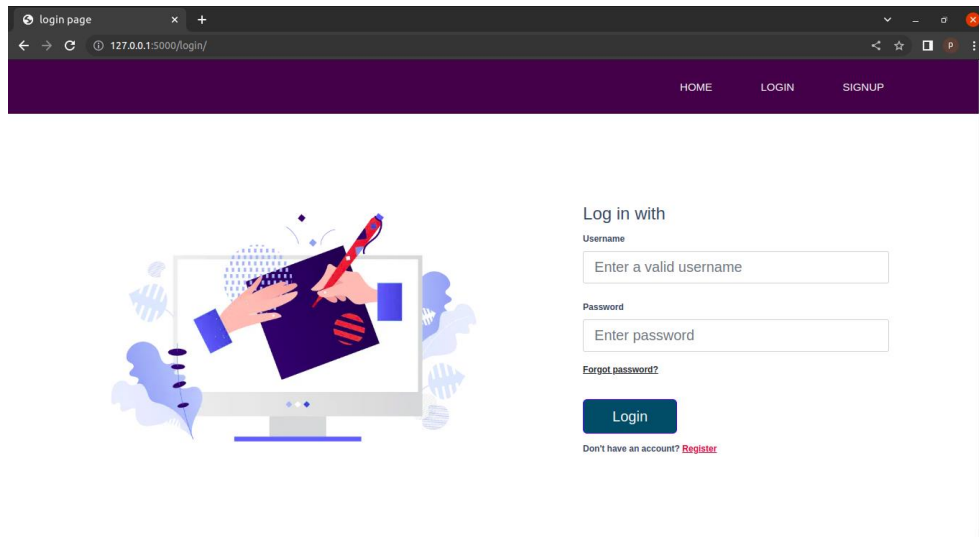 login page
127.0.0.1:5000/login/
P
HOME LOGIN SIGNUP
Log in with
Username
Enter a valid username
Password
Enter password
Forgot password?
Login
Don't have an account? Register